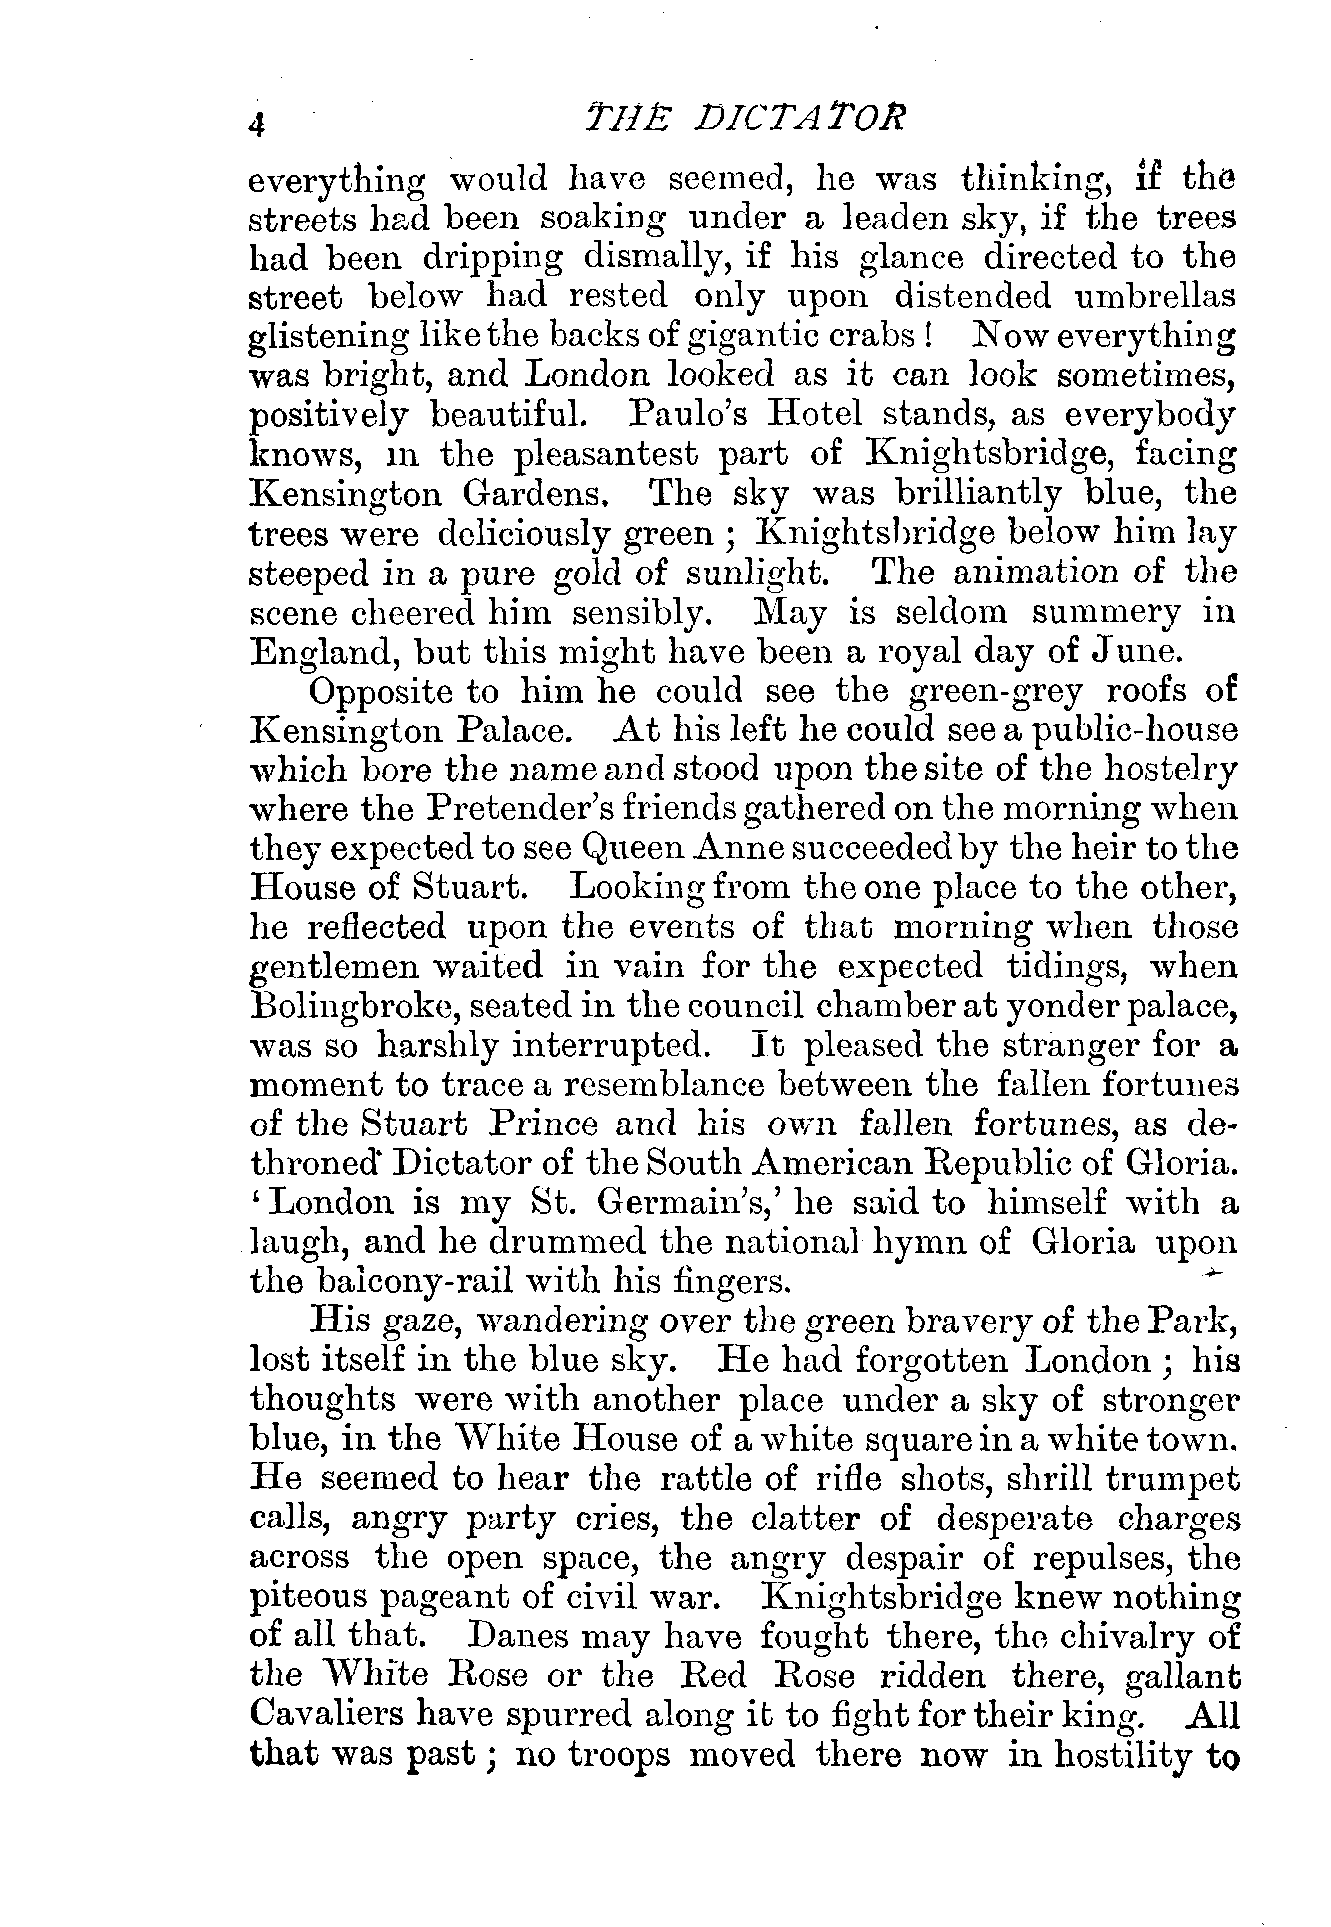 4 THE DICTATOR
everything would have seemed, he was thinking, if the
streets had been soaking under a leaden sky, if the trees
had been dripping dismally, if his glance directed to the
street below had rested only upon distended umbrellas
glistening like the backs of gigantic crabs! Now everything
was bright, and London looked as it can look sometimes,
positively beautiful. Paulo's Hotel stands, as everybody
knows, in the pleasantest part of Knightsbridge, facing
Kensington Gardens. The sky was brilliantly blue, the
trees were deliciously green; Knightsbridge below him lay
steeped in a pure gold of sunlight. The animation of the
scene cheered him sensibly. May is seldom summery in
England, but this might have been a royal day of June.
Opposite to him he could see the green-grey roofs of
Kensington Palace. At his left he could see a public-house
which bore the name and stood upon the site of the hostelry
where the Pretender's friends gathered on the morning when
they expected to see Queen Anne succeeded by the heir to the
House of Stuart. Looking from the one place to the other,
he reflected upon the events of that morning when those
gentlemen waited in vain for the expected tidings, when
Bolingbroke, seated in the council chamber at yonder palace,
was so harshly interrupted. It pleased the stranger for a
moment to trace a resemblance between the fallen fortunes
of the Stuart Prince and his own fallen fortunes, as de-
throned Dictator of the South American Republic of Gloria.
'London is my St. Germain's,' he said to himself with a
laugh, and he drummed the national hymn of Gloria upon
the balcony-rail with his fingers.
His gaze, wandering over the green bravery of the Park,
lost itself in the blue sky. He had forgotten London; his
thoughts were with another place under a sky of stronger
blue, in the White House of a white square in a white town.
He seemed to hear the rattle of rifle shots, shrill trumpet
calls, angry party cries, the clatter of desperate charges
across the open space, the angry despair of repulses, the
piteous pageant of civil war. Knightsbridge knew nothing
of all that. Danes may have fought there, the chivalry of
the White Rose or the Red Rose ridden there, gallant
Cavaliers have spurred along it to fight for their king. All
that was past; no troops moved there now in hostility to